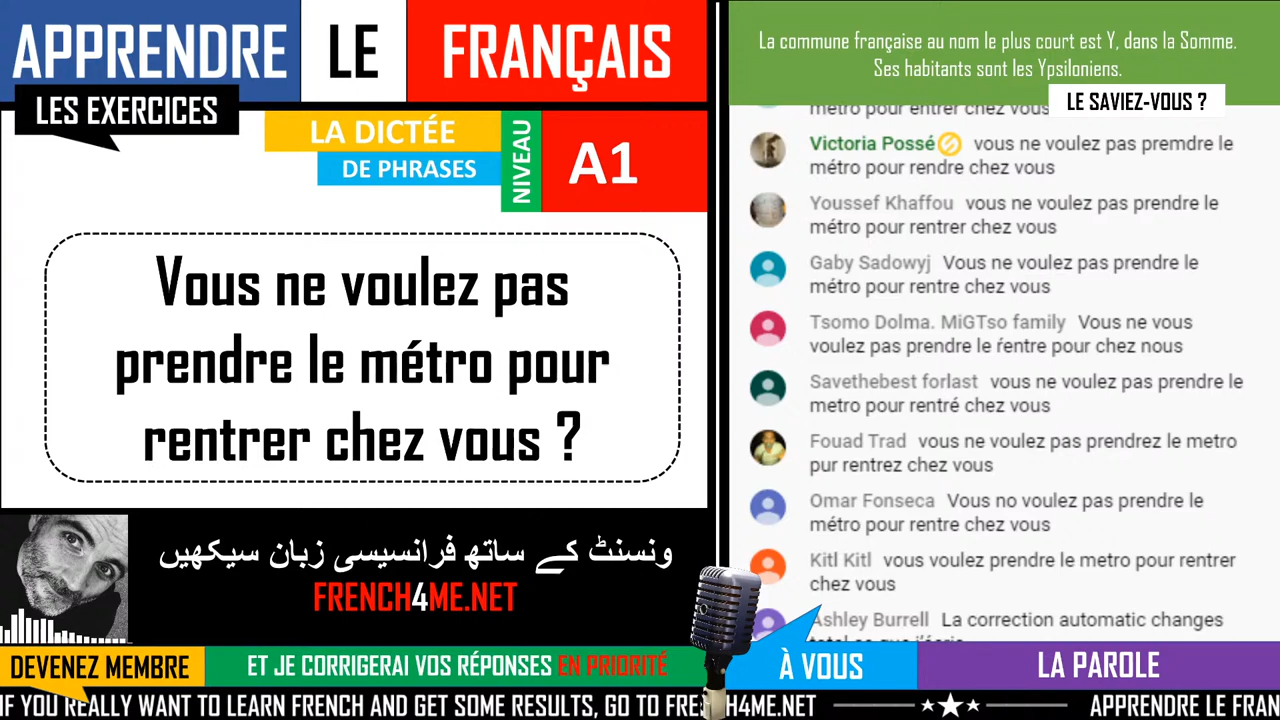 APPRENDRE LE FRANÇAIS
LES EXERCICES
LA DICTÉE
DE PHRASES
NIVEAU
A1
Vous ne voulez pas
prendre le métro pour
rentrer chez vous ?
ونسنٹ کے ساتھ فرانسیسی زبان سیکھیں
FRENCH4ME.NET
La commune française au nom le plus court est Y, dans la Somme.
Ses habitants sont les Ypsiloniens.
LE SAVIEZ-VOUS ?
métro pour entrer chez vous
Victoria Possé vous ne voulez pas premdre le
métro pour rendre chez vous
Youssef Khaffou vous ne voulez pas prendre le
métro pour rentrer chez vous
Gaby Sadowyj Vous ne voulez pas prendre le
métro pour rentre chez vous
Tsomo Dolma. MiGTso family Vous ne vous
voulez pas prendre le ŕentre pour chez nous
Savethebest forlast vous ne voulez pas prendre le
metro pour rentré chez vous
Fouad Trad vous ne voulez pas prendrez le metro
pur rentrez chez vous
Omar Fonseca Vous no voulez pas prendre le
métro pour rentre chez vous
Kitl Kitl vous voulez prendre le metro pour rentrer
chez vous
Ashley Burrell La correction automatic changes
DEVENEZ MEMBRE
ET JE CORRIGERAI VOS RÉPONSES EN PRIORITÉ
À VOUS
LA PAROLE
IF YOU REALLY WANT TO LEARN FRENCH AND GET SOME RESULTS, GO TO FRENCH4ME.NET
APPRENDRE LE FRAN